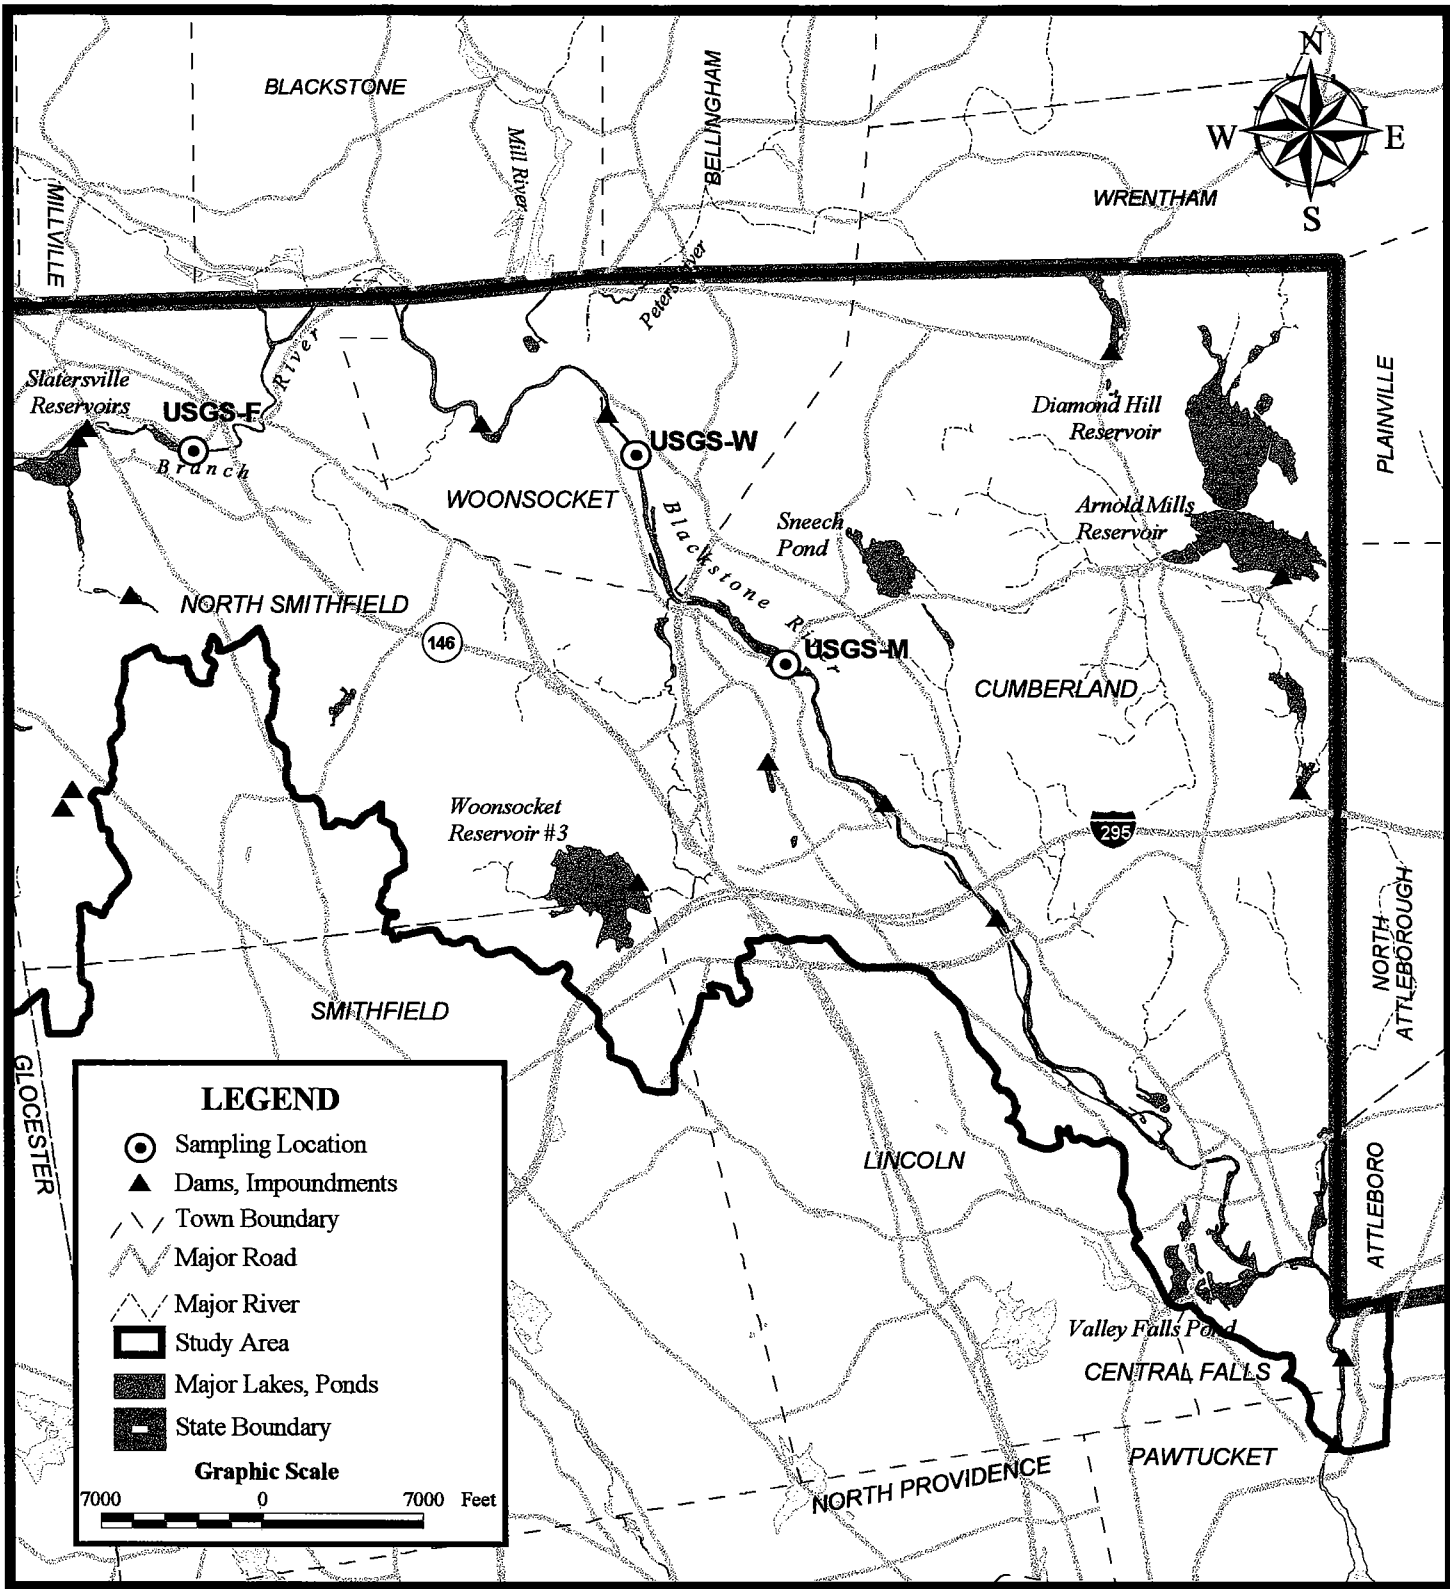 N
BLACKSTONE
BELLINGHAM
Mill River
W
E
WRENTHAM
S
MILLVILLE
Peters River
River
Slatersville
Reservoirs
USGS-F
Branch
PLAINVILLE
Diamond Hill
Reservoir
USGS-W
WOONSOCKET
Blackstone River
Sneech
Pond
Arnold Mills
Reservoir
NORTH SMITHFIELD
146
USGS-M
CUMBERLAND
Woonsocket
Reservoir #3
295
NORTH
ATTLEBOROUGH
SMITHFIELD
GLOCESTER
LINCOLN
ATTLEBORO
Valley Falls Pond
CENTRAL FALLS
PAWTUCKET
NORTH PROVIDENCE
LEGEND
Sampling Location
Dams, Impoundments
Town Boundary
Major Road
Major River
Study Area
Major Lakes, Ponds
State Boundary
Graphic Scale
7000 0 7000 Feet